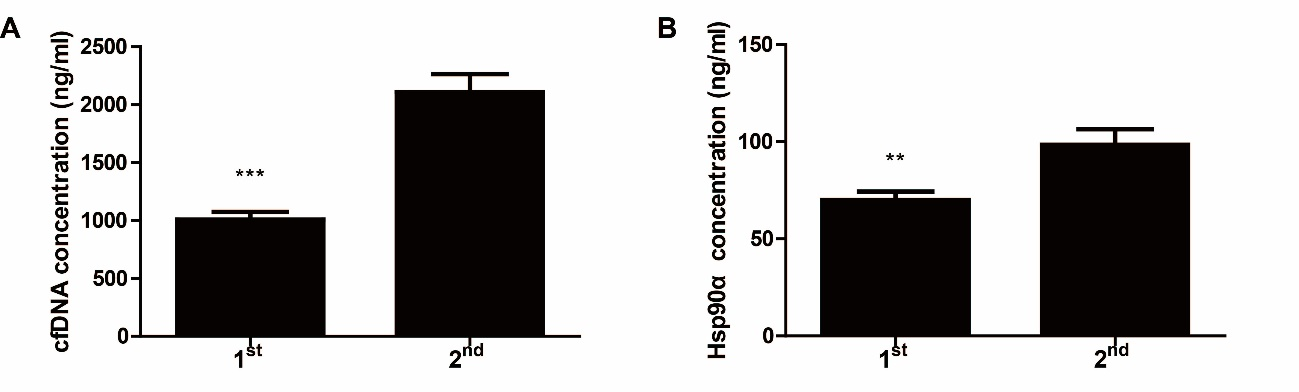 A
cfDNA concentration (ng/ml)
2500
2000
1500
1000
500
0
***
1st
2nd
B
Hsp90α concentration (ng/ml)
150
100
50
0
**
1st
2nd